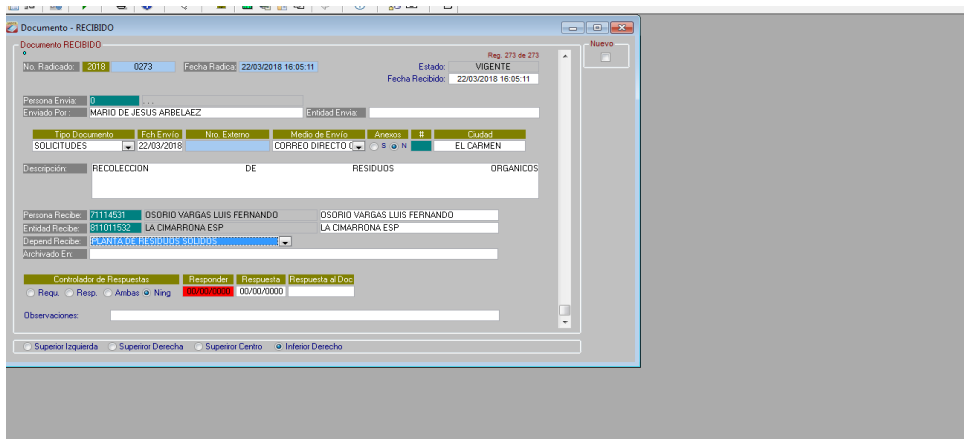 Documento - RECIBIDO
Documento RECIBIDO
Nuevo
Reg. 273 de 273
No. Radicado: 2018 0273 Fecha Radica: 22/03/2018 16:05:11 Estado: VIGENTE
Fecha Recibido: 22/03/2018 16:05:11
Persona Envia: 0 . . .
Enviado Por : MARIO DE JESUS ARBELAEZ Entidad Envia:
Tipo Documento Fch Envío Nro. Externo Medio de Envío Anexos # Ciudad
SOLICITUDES 22/03/2018 CORREO DIRECTO ( S N EL CARMEN
Descripción: RECOLECCION DE RESIDUOS ORGANICOS
Persona Recibe: 71114531 OSORIO VARGAS LUIS FERNANDO OSORIO VARGAS LUIS FERNANDO
Entidad Recibe: 811011532 LA CIMARRONA ESP LA CIMARRONA ESP
Depend Recibe: PLANTA DE RESIDUOS SOLIDOS
Archivado En:
Controlador de Respuestas Responder Respuesta Respuesta al Doc
Requ. Resp. Ambas Ning 00/00/0000 00/00/0000
Observaciones:
Superior Izquierda Superiror Derecha Superiror Centro Inferior Derecho